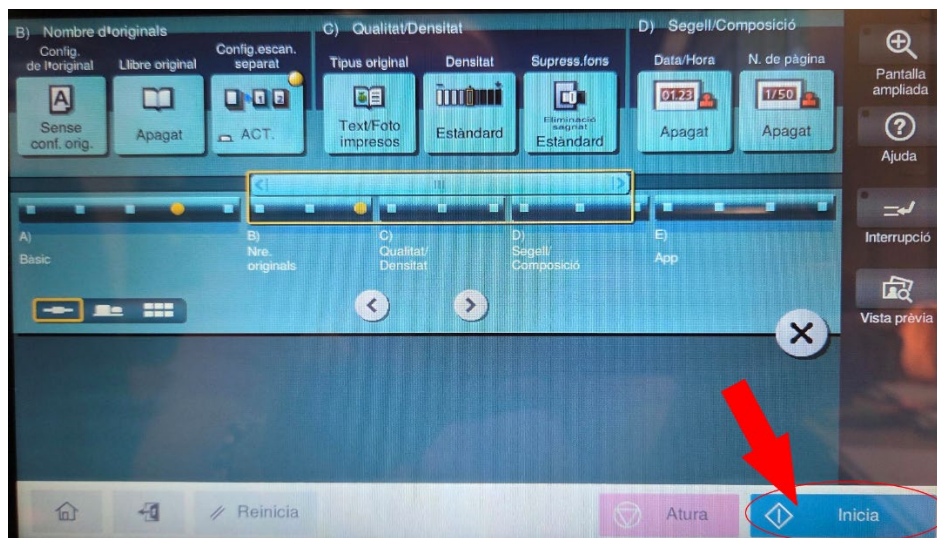 B) Nombre d'originals
C) Qualitat/Densitat
D) Segell/Composició
Config.
de l'original
Llibre original
Config.escan.
separat
Tipus original
Densitat
Supress.fons
Data/Hora
N. de pàgina
A
1 2
01.23
1/50
Sense
conf. orig.
Apagat
ACT.
Text/Foto
impresos
Estàndard
Eliminació
sagnat
Estàndard
Apagat
Apagat
Pantalla
ampliada
Ajuda
Interrupció
Vista prèvia
A)
Bàsic
B)
Nre.
originals
C)
Qualitat/
Densitat
D)
Segell/
Composició
E)
App
Reinicia
Atura
Inicia